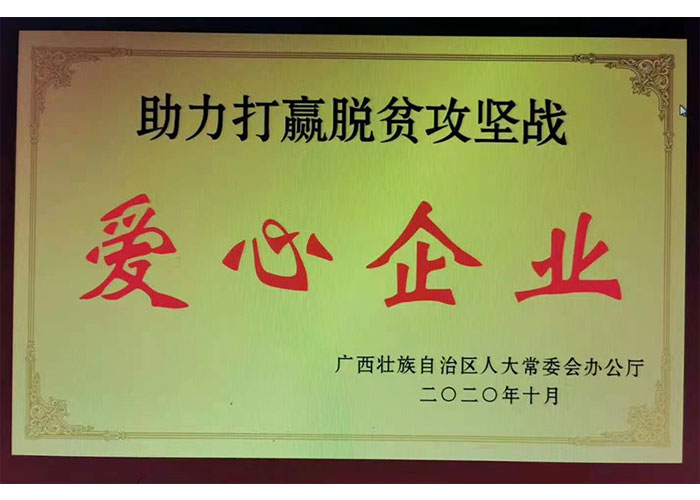 助力打赢脱贫攻坚战
爱心企业
广西壮族自治区人大常委会办公厅
二〇二〇年十月